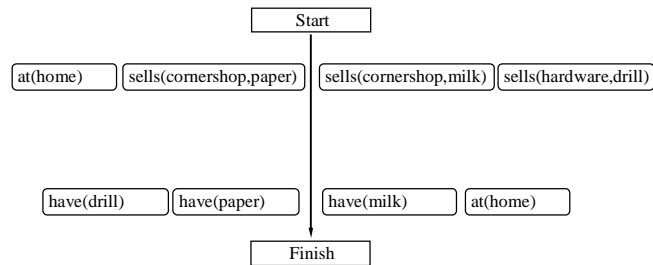 Start
at(home) sells(cornershop,paper) sells(cornershop,milk) sells(hardware,drill)
have(drill) have(paper) have(milk) at(home)
Finish